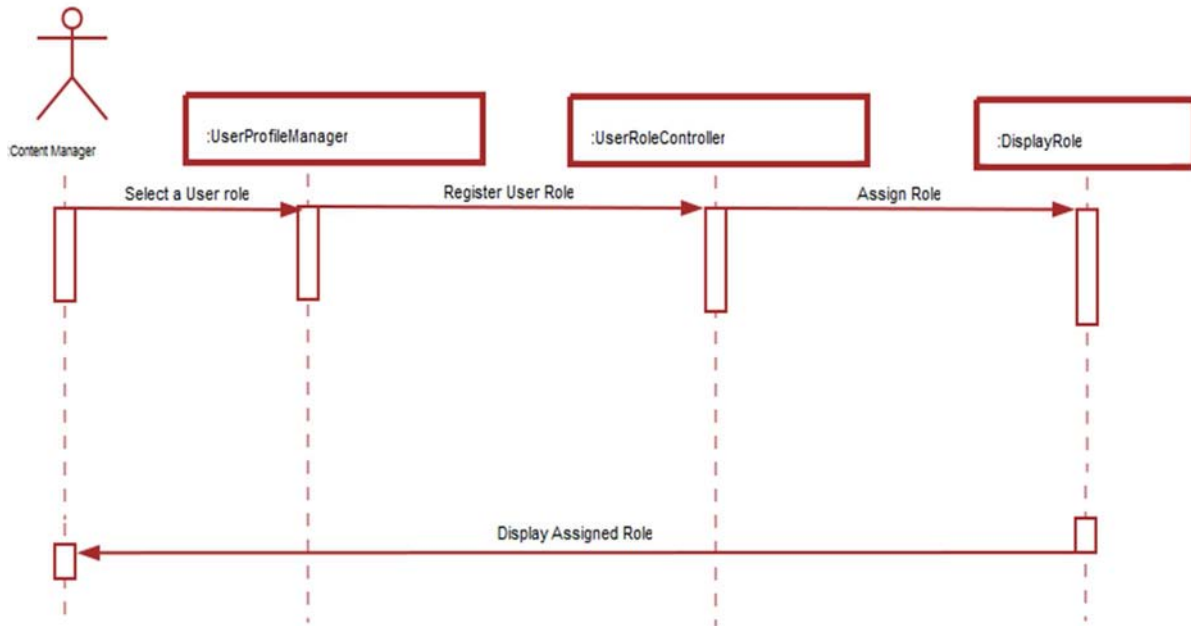 :Content Manager
:UserProfileManager
:UserRoleController
:DisplayRole
Select a User role
Register User Role
Assign Role
Display Assigned Role